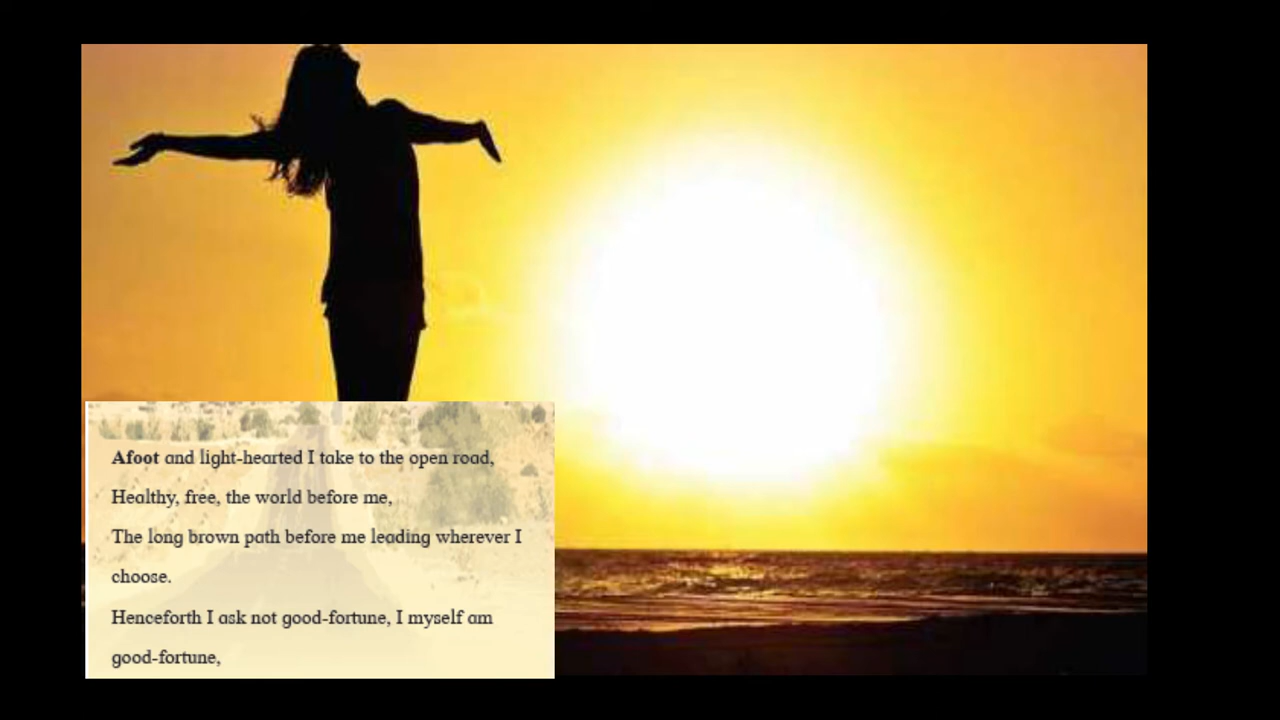 Afoot and light-hearted I take to the open road,
Healthy, free, the world before me,
The long brown path before me leading wherever I
choose.
Henceforth I ask not good-fortune, I myself am
good-fortune,